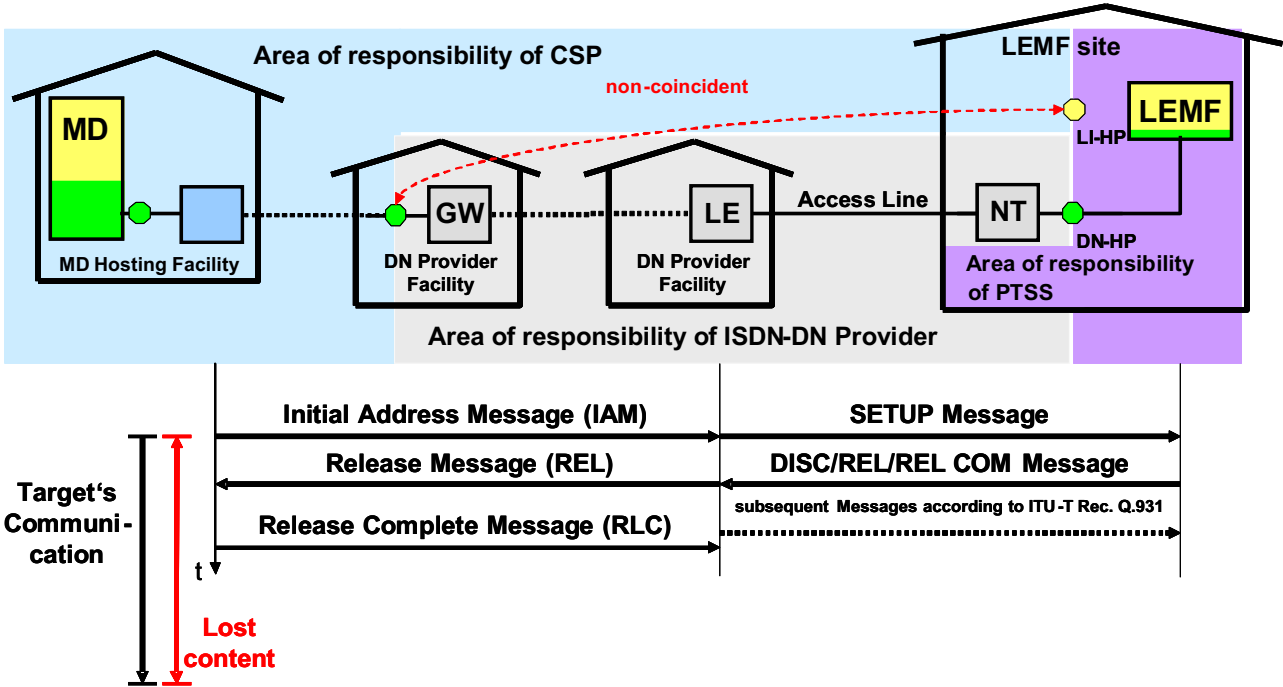 Area of responsibility of CSP
LEMF site
non-coincident
MD
LEMF
LI-HP
GW
LE
Access Line
NT
DN-HP
MD Hosting Facility
DN Provider
Facility
DN Provider
Facility
Area of responsibility
of PTSS
Area of responsibility of ISDN-DN Provider
Initial Address Message (IAM)
SETUP Message
Release Message (REL)
DISC/REL/REL COM Message
subsequent Messages according to ITU-T Rec. Q.931
Release Complete Message (RLC)
Target‘s
Communi-
cation
t
Lost
content